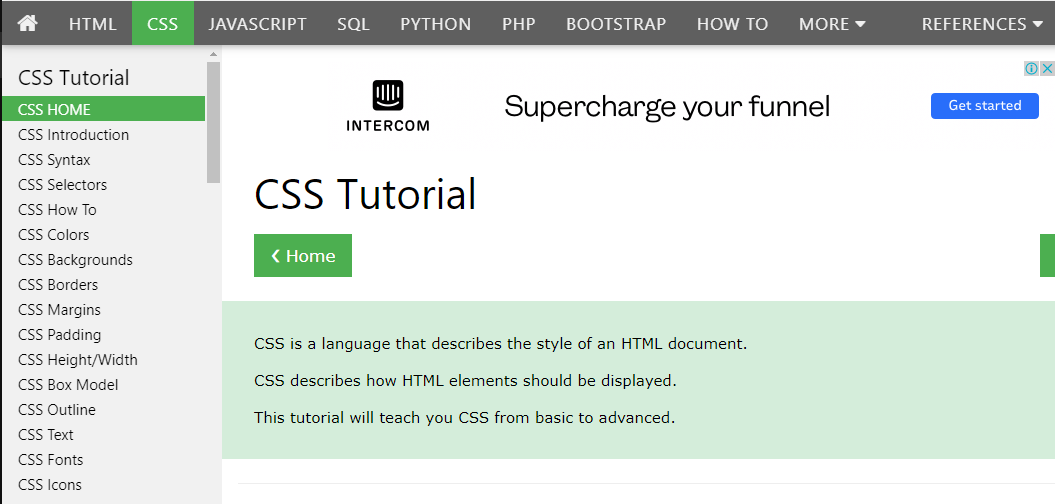 HTML CSS JAVASCRIPT SQL PYTHON PHP BOOTSTRAP HOW TO MORE REFERENCES
CSS Tutorial
CSS HOME
CSS Introduction
CSS Syntax
CSS Selectors
CSS How To
CSS Colors
CSS Backgrounds
CSS Borders
CSS Margins
CSS Padding
CSS Height/Width
CSS Box Model
CSS Outline
CSS Text
CSS Fonts
CSS Icons
INTERCOM
Supercharge your funnel
Get started
CSS Tutorial
❮ Home
CSS is a language that describes the style of an HTML document.
CSS describes how HTML elements should be displayed.
This tutorial will teach you CSS from basic to advanced.